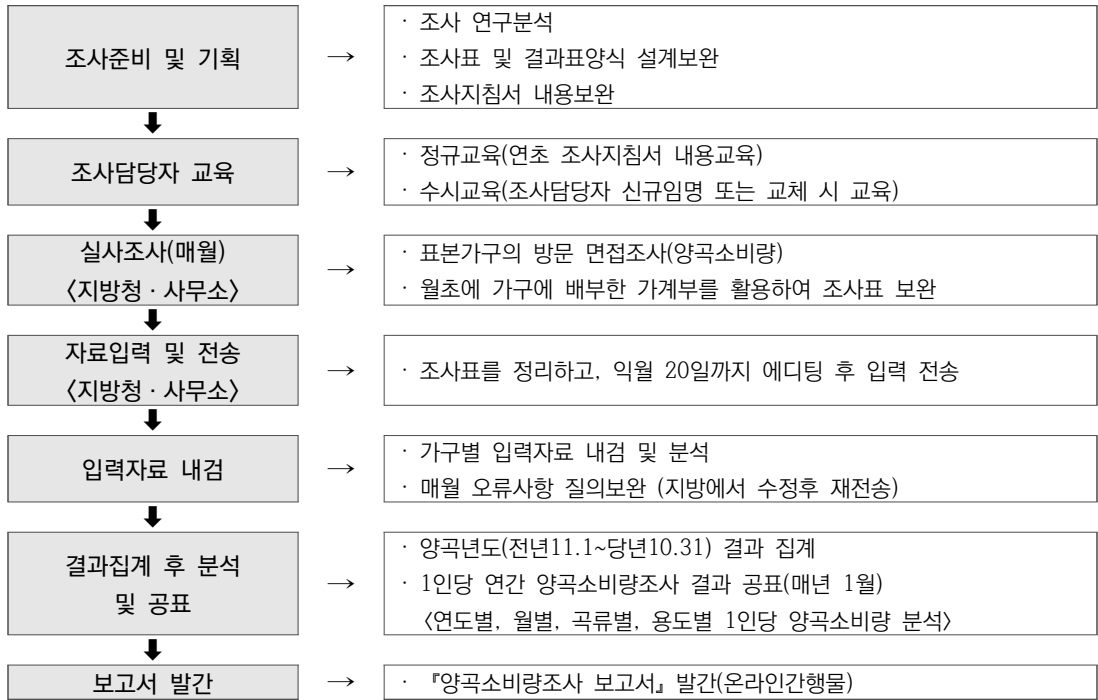 조사준비 및 기획
→
· 조사 연구분석
· 조사표 및 결과표양식 설계보완
· 조사지침서 내용보완
조사담당자 교육
→
· 정규교육(연초 조사지침서 내용교육)
· 수시교육(조사담당자 신규임명 또는 교체 시 교육)
실사조사(매월)
〈지방청 · 사무소〉
→
· 표본가구의 방문 면접조사(양곡소비량)
· 월초에 가구에 배부한 가계부를 활용하여 조사표 보완
자료입력 및 전송
〈지방청 · 사무소〉
→
· 조사표를 정리하고, 익월 20일까지 에디팅 후 입력 전송
입력자료 내검
→
· 가구별 입력자료 내검 및 분석
· 매월 오류사항 질의보완 (지방에서 수정후 재전송)
결과집계 후 분석
및 공표
→
· 양곡년도(전년11.1~당년10.31) 결과 집계
· 1인당 연간 양곡소비량조사 결과 공표(매년 1월)
〈연도별, 월별, 곡류별, 용도별 1인당 양곡소비량 분석〉
보고서 발간
→
· 『양곡소비량조사 보고서』 발간(온라인간행물)